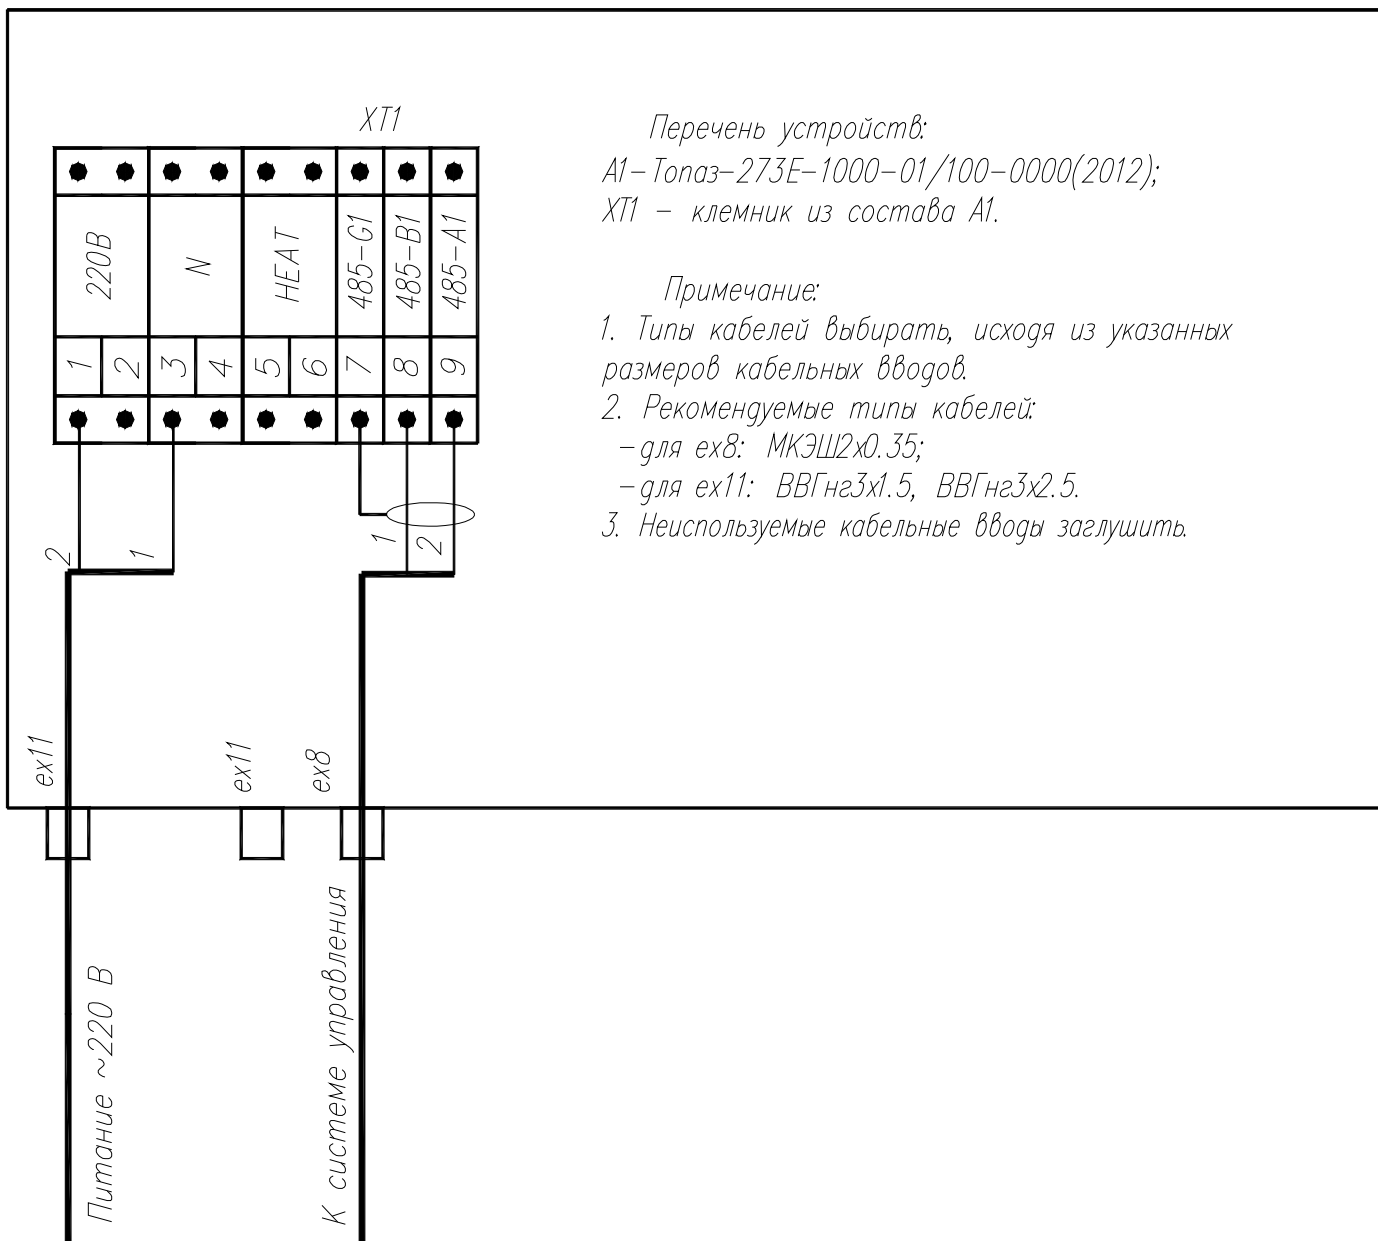 XT1
220В
N
HEAT
485-G1
485-B1
485-A1
1
2
3
4
5
6
7
8
9
2
1
1
2
ex11
ex11
ex8
Питание ~220 В
К системе управления
Перечень устройств:
А1-Топаз-273Е-1000-01/100-0000(2012);
XT1 - клемник из состава А1.
Примечание:
1. Типы кабелей выбирать, исходя из указанных
размеров кабельных вводов.
2. Рекомендуемые типы кабелей:
-для ex8: МКЭШ2х0.35;
-для ex11: ВВГнг3х1.5, ВВГнг3х2.5.
3. Неиспользуемые кабельные вводы заглушить.